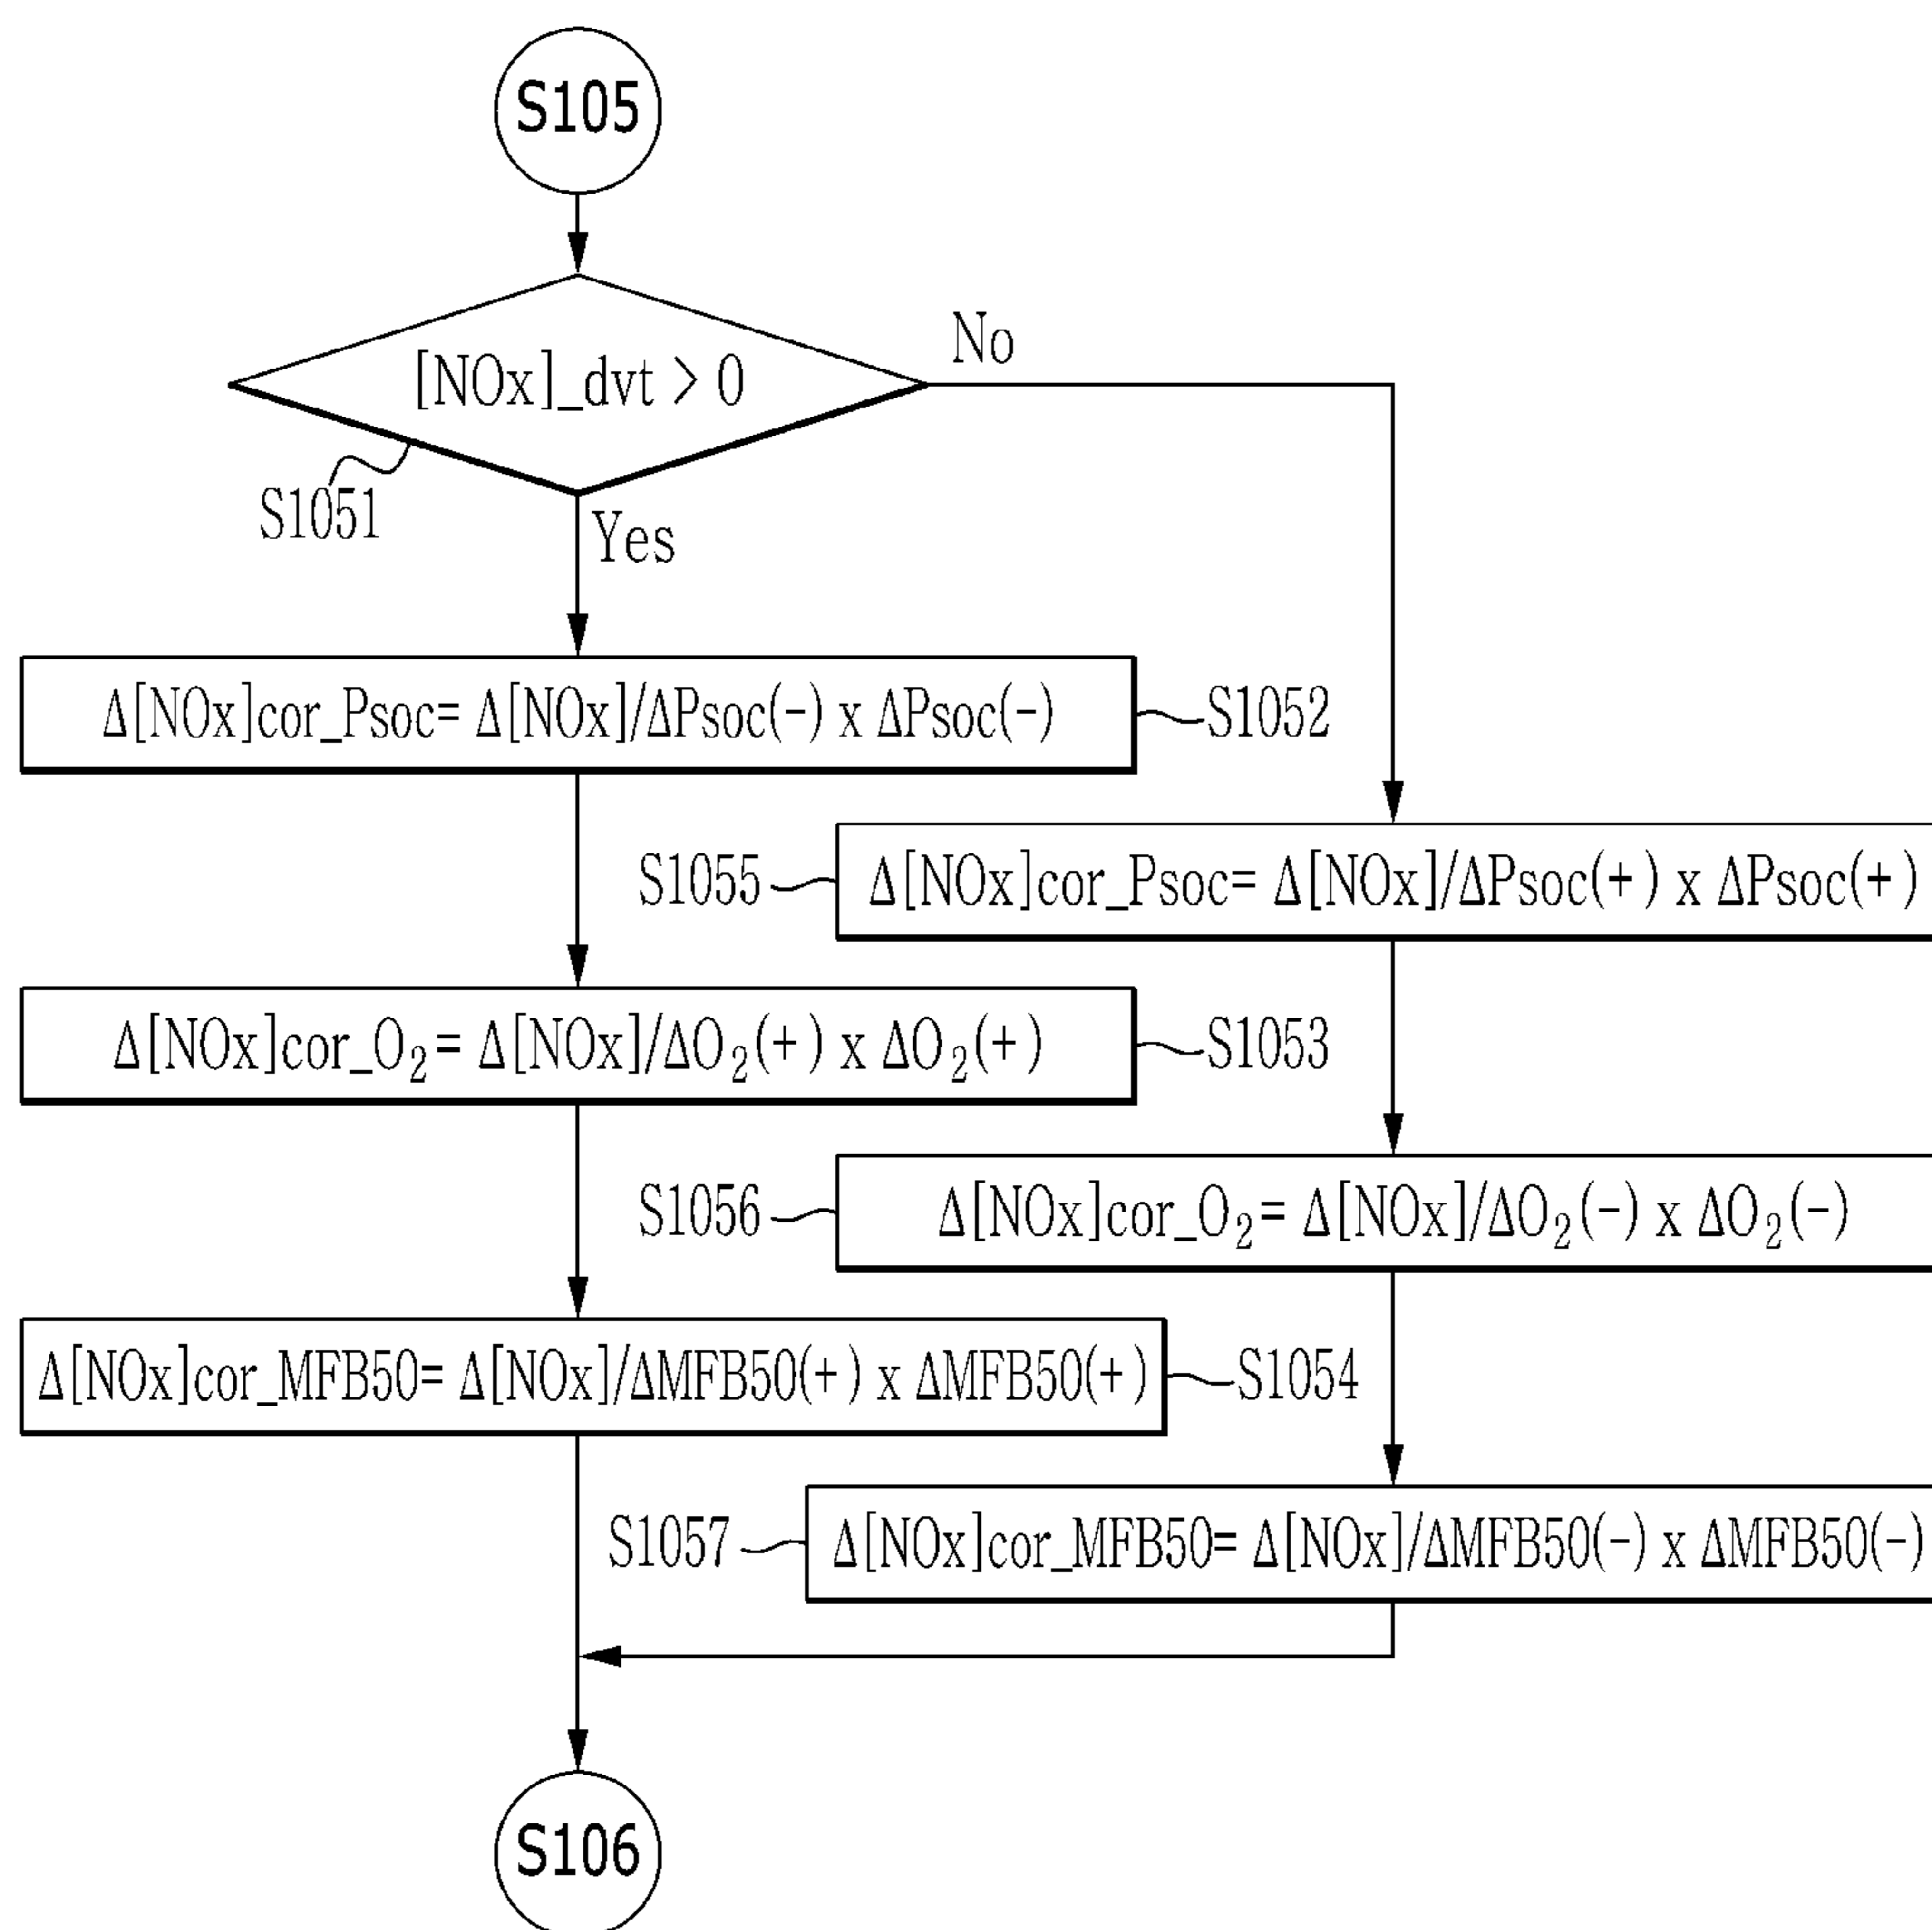 S105
[NOx]_dvt > 0
No
S1051
Yes
Δ[NOx]cor_Psoc= Δ[NOx]/ΔPsoc(-) x ΔPsoc(-)
S1052
S1055
Δ[NOx]cor_Psoc= Δ[NOx]/ΔPsoc(+) x ΔPsoc(+)
Δ[NOx]cor_O₂= Δ[NOx]/ΔO₂(+) x ΔO₂(+)
S1053
S1056
Δ[NOx]cor_O₂= Δ[NOx]/ΔO₂(-) x ΔO₂(-)
Δ[NOx]cor_MFB50= Δ[NOx]/ΔMFB50(+) x ΔMFB50(+)
S1054
S1057
Δ[NOx]cor_MFB50= Δ[NOx]/ΔMFB50(-) x ΔMFB50(-)
S106